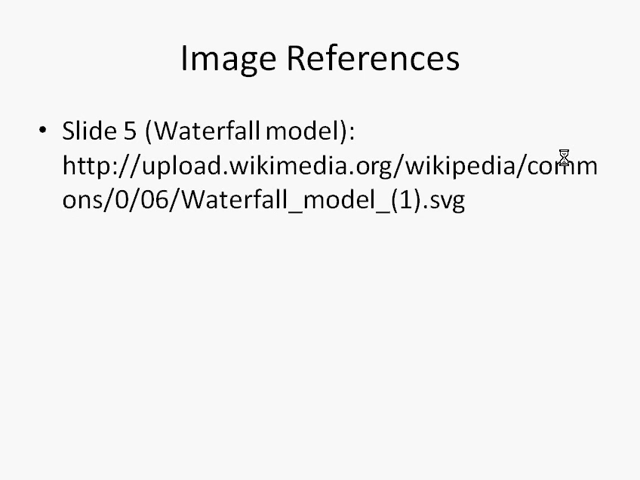 Image References
• Slide 5 (Waterfall model):
http://upload.wikimedia.org/wikipedia/comm
ons/0/06/Waterfall_model_(1).svg